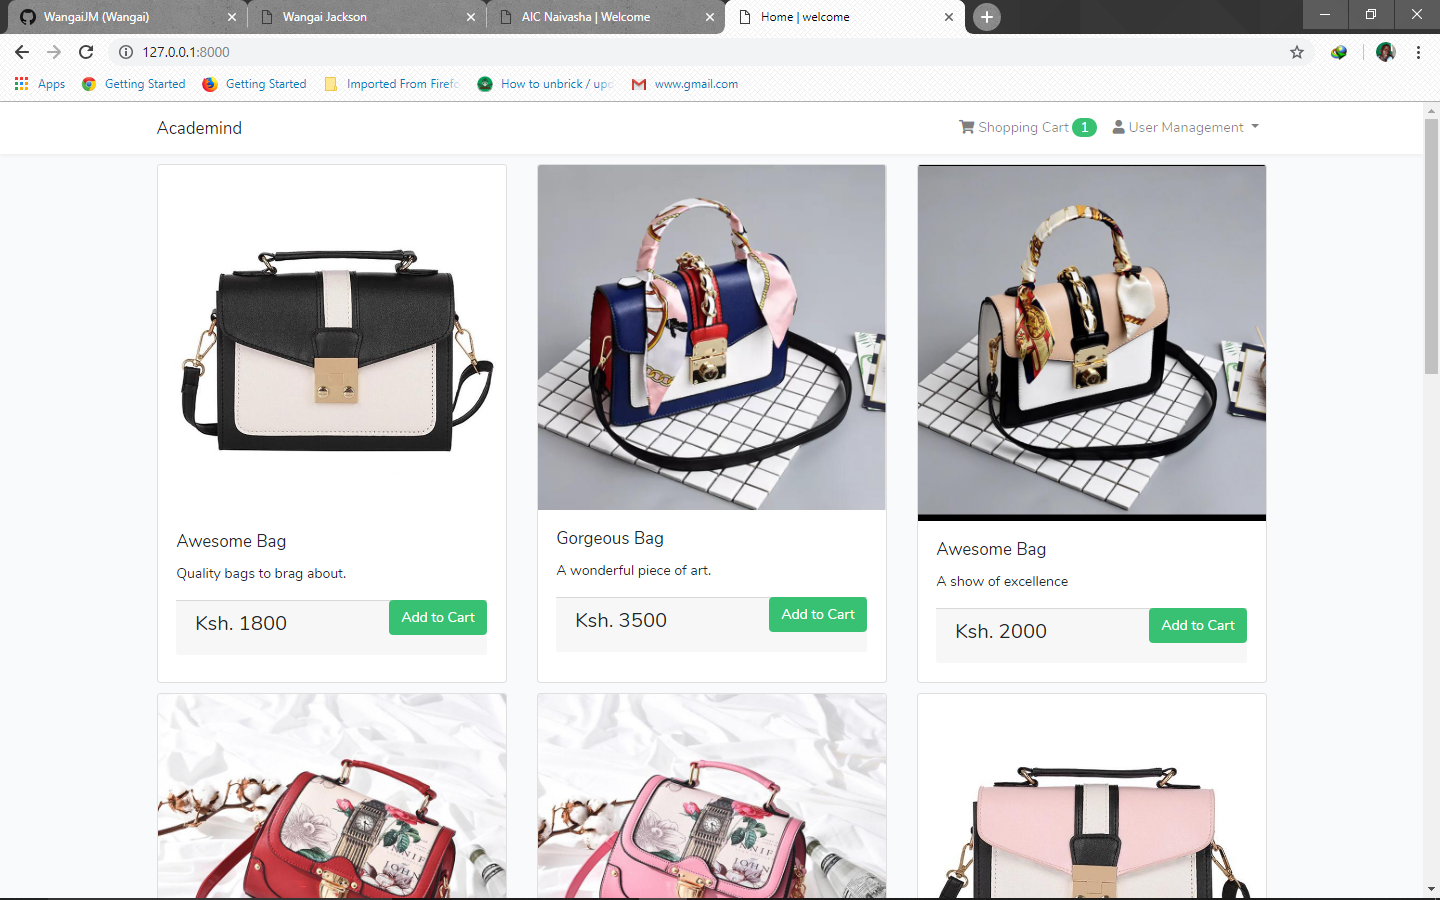 WangaiJM (Wangai)
Wangai Jackson
AIC Naivasha | Welcome
Home | welcome
127.0.0.1:8000
Apps
Getting Started
Getting Started
Imported From Firefo
How to unbrick / upd
www.gmail.com
Academind
Shopping Cart 1
User Management
Awesome Bag
Quality bags to brag about.
Ksh. 1800
Add to Cart
Gorgeous Bag
A wonderful piece of art.
Ksh. 3500
Add to Cart
Awesome Bag
A show of excellence
Ksh. 2000
Add to Cart